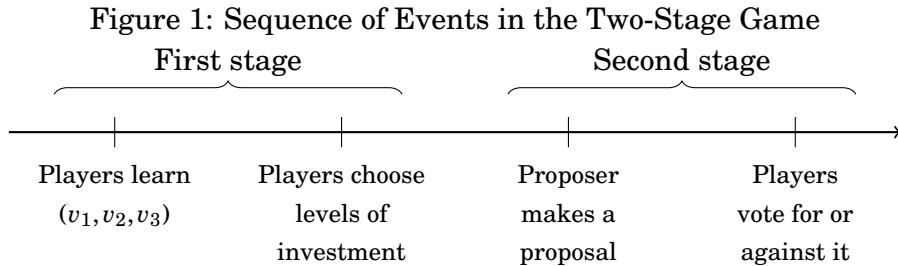 Figure 1: Sequence of Events in the Two-Stage Game
First stage
Second stage
Players learn
(v₁,v₂,v₃)
Players choose
levels of
investment
Proposer
makes a
proposal
Players
vote for or
against it